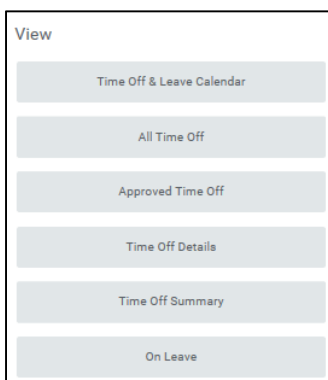 View
Time Off & Leave Calendar
All Time Off
Approved Time Off
Time Off Details
Time Off Summary
On Leave